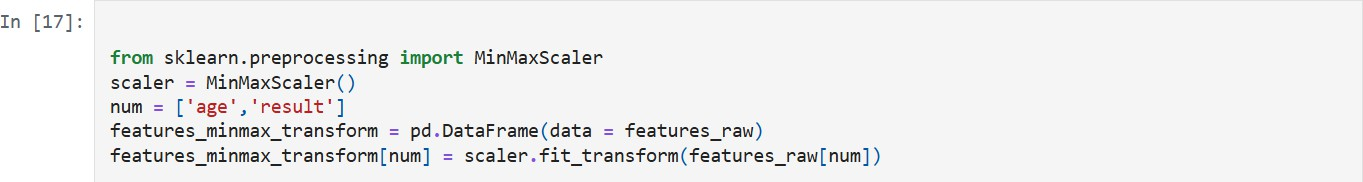 In [17]:
from sklearn.preprocessing import MinMaxScaler
scaler = MinMaxScaler()
num = ['age','result']
features_minmax_transform = pd.DataFrame(data = features_raw)
features_minmax_transform[num] = scaler.fit_transform(features_raw[num])